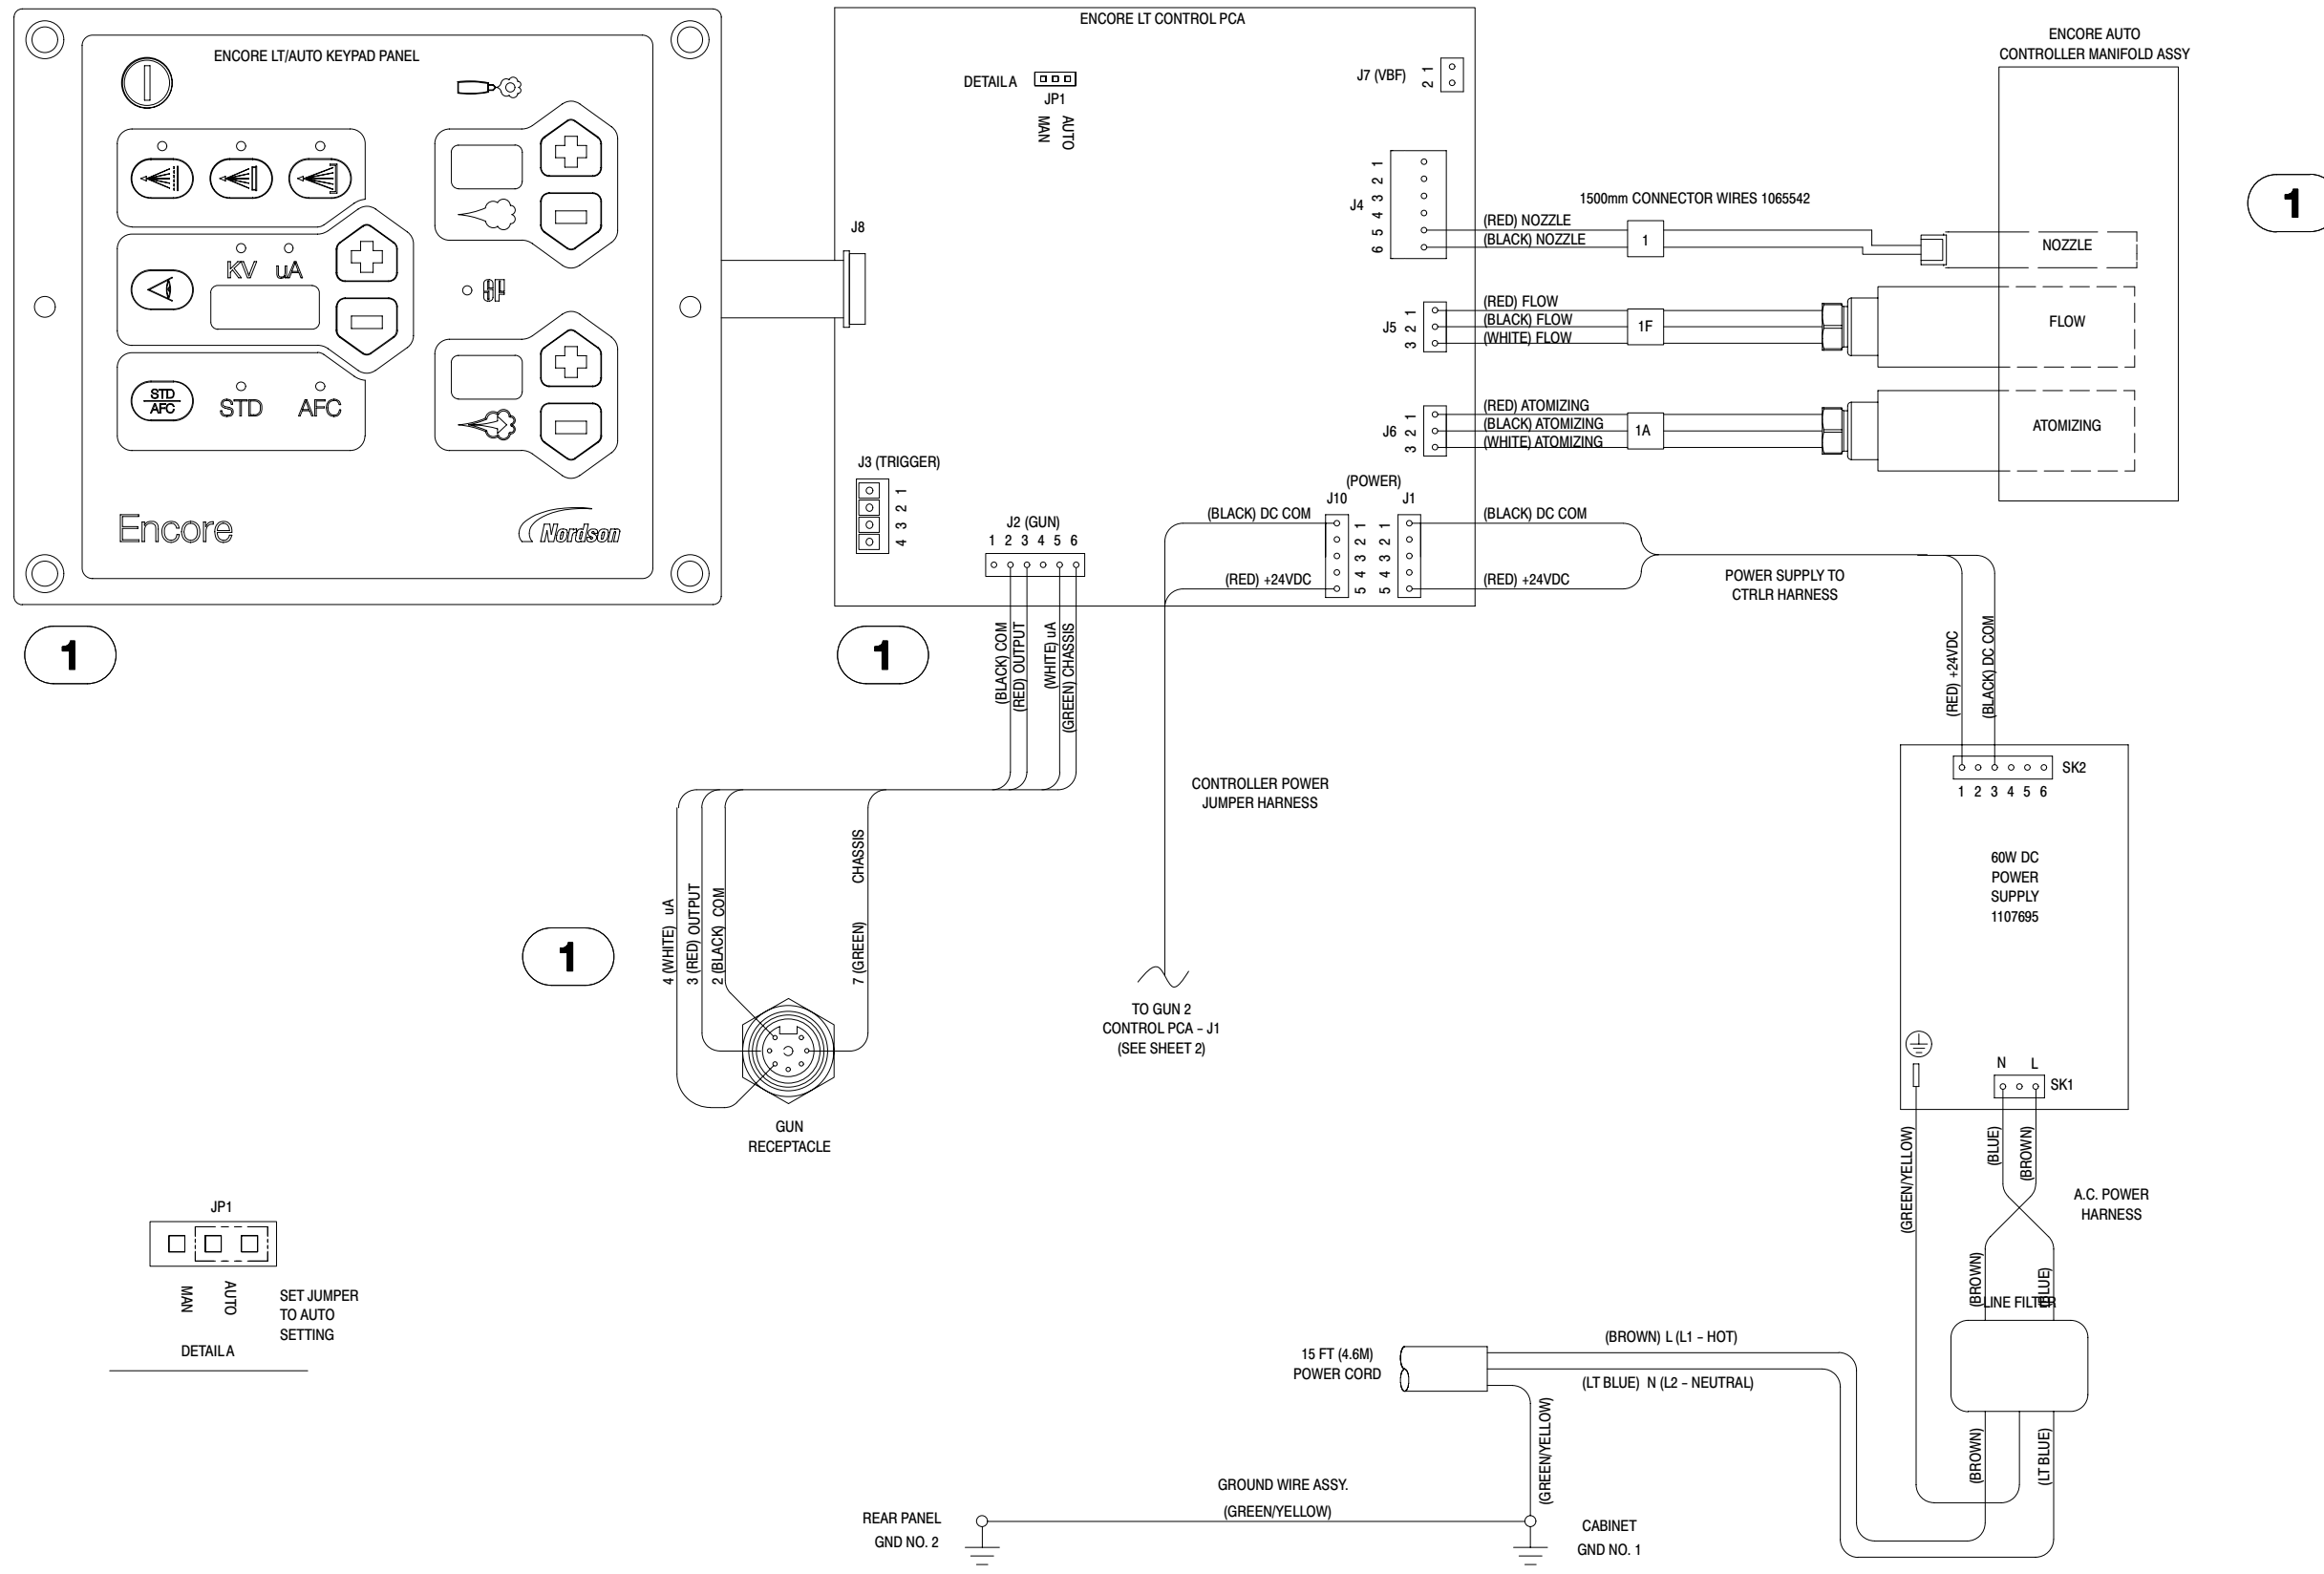 ENCORE LT/AUTO KEYPAD PANEL
KV uA
SP
STD
AFC
STD AFC
Encore
Nordson
1
ENCORE LT CONTROL PCA
DETAIL A
JP1
MAN AUTO
J7 (VBF)
1 2
J8
J4
1 2 3 4 5 6
J5
1 2 3
J6
1 2 3
J3 (TRIGGER)
1 2 3 4
J2 (GUN)
1 2 3 4 5 6
(POWER)
J10 J1
1 2 3 4 5
1 2 3 4 5
(BLACK) DC COM
(RED) +24VDC
1
ENCORE AUTO
CONTROLLER MANIFOLD ASSY
1
1500mm CONNECTOR WIRES 1065542
(RED) NOZZLE
(BLACK) NOZZLE
1
NOZZLE
(RED) FLOW
(BLACK) FLOW
(WHITE) FLOW
1F
FLOW
(RED) ATOMIZING
(BLACK) ATOMIZING
(WHITE) ATOMIZING
1A
ATOMIZING
(BLACK) DC COM
(RED) +24VDC
POWER SUPPLY TO
CTRLR HARNESS
(RED) +24VDC
(BLACK) DC COM
(BLACK) COM
(RED) OUTPUT
(WHITE) uA
(GREEN) CHASSIS
4 (WHITE) uA
3 (RED) OUTPUT
2 (BLACK) COM
7 (GREEN) CHASSIS
1
GUN
RECEPTACLE
CONTROLLER POWER
JUMPER HARNESS
TO GUN 2
CONTROL PCA – J1
(SEE SHEET 2)
SK2
1 2 3 4 5 6
60W DC
POWER
SUPPLY
1107695
N L
SK1
(GREEN/YELLOW)
(BLUE)
(BROWN)
A.C. POWER
HARNESS
(BROWN)
(BLUE)
LINE FILTER
(BROWN)
(LT BLUE)
JP1
MAN
AUTO
SET JUMPER
TO AUTO
SETTING
DETAIL A
15 FT (4.6M)
POWER CORD
(BROWN) L (L1 – HOT)
(LT BLUE) N (L2 – NEUTRAL)
(GREEN/YELLOW)
GROUND WIRE ASSY.
(GREEN/YELLOW)
REAR PANEL
GND NO. 2
CABINET
GND NO. 1